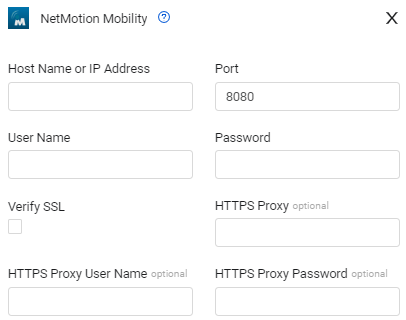 NetMotion Mobility ? X
Host Name or IP Address Port
8080
User Name Password
Verify SSL HTTPS Proxy optional
HTTPS Proxy User Name optional HTTPS Proxy Password optional